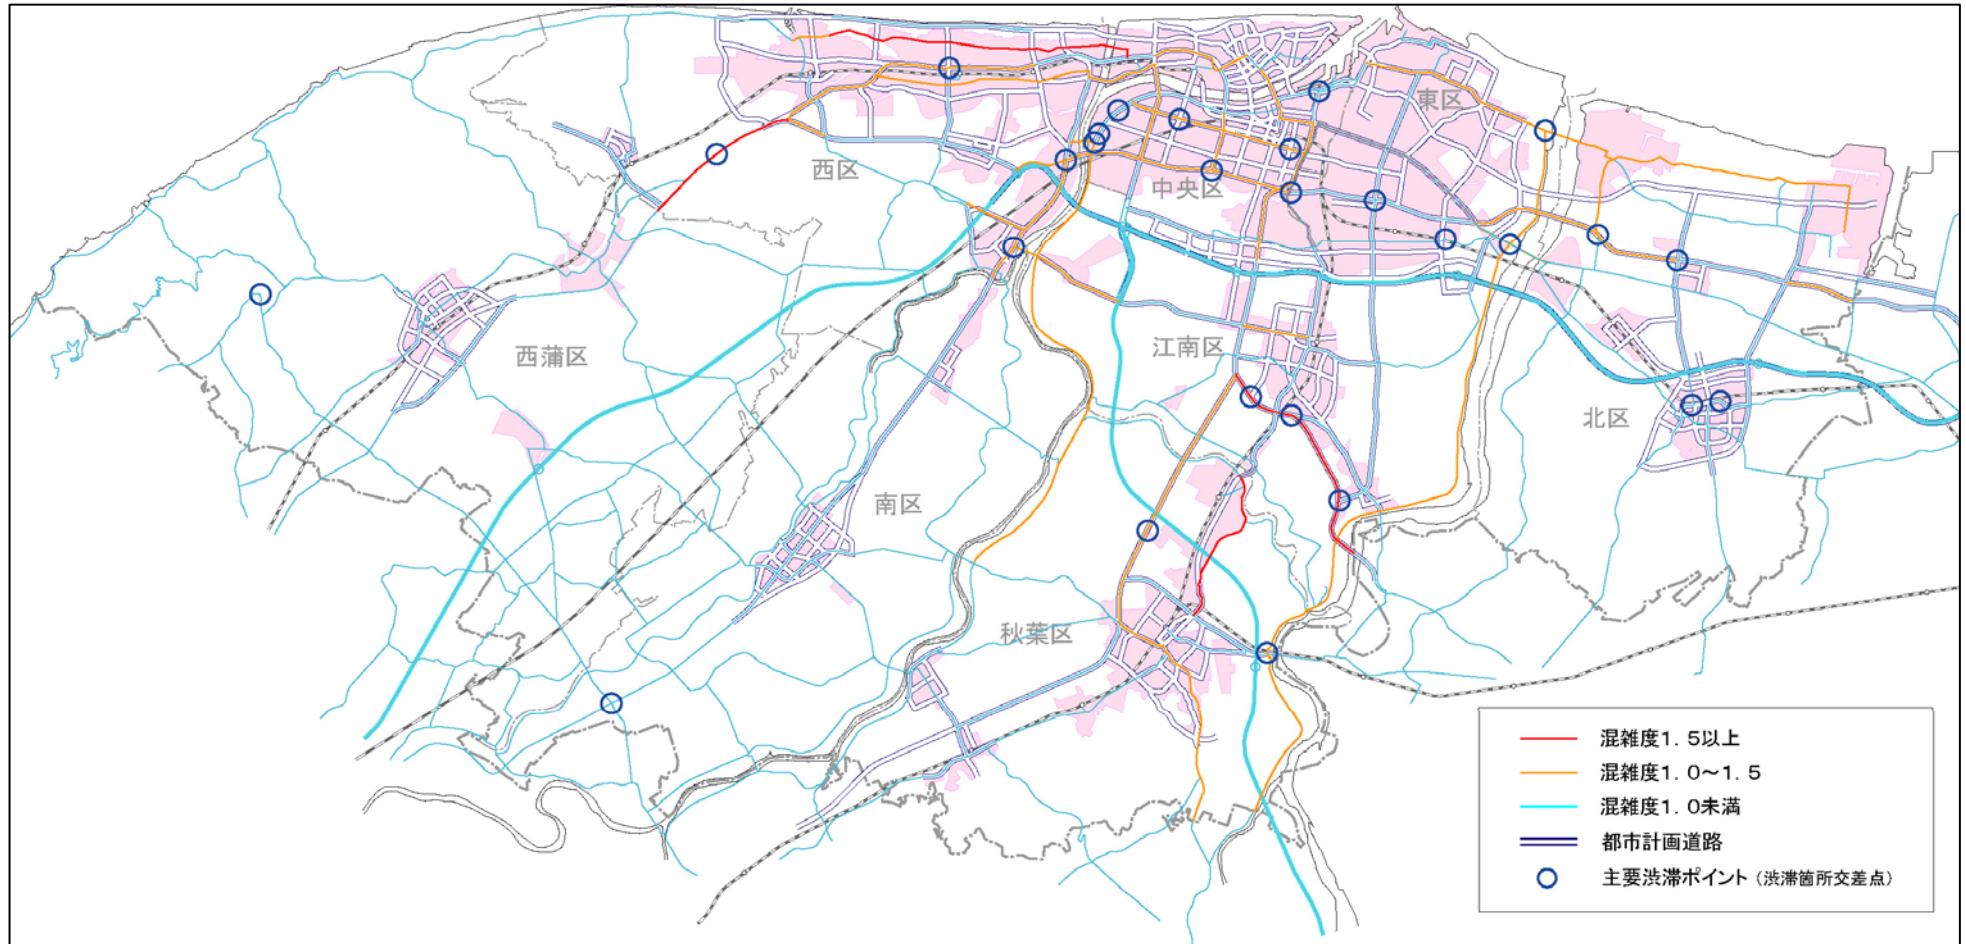 東区
西区
中央区
西蒲区
江南区
北区
南区
秋葉区
混雑度1.5以上
混雑度1.0～1.5
混雑度1.0未満
都市計画道路
主要渋滞ポイント（渋滞箇所交差点）